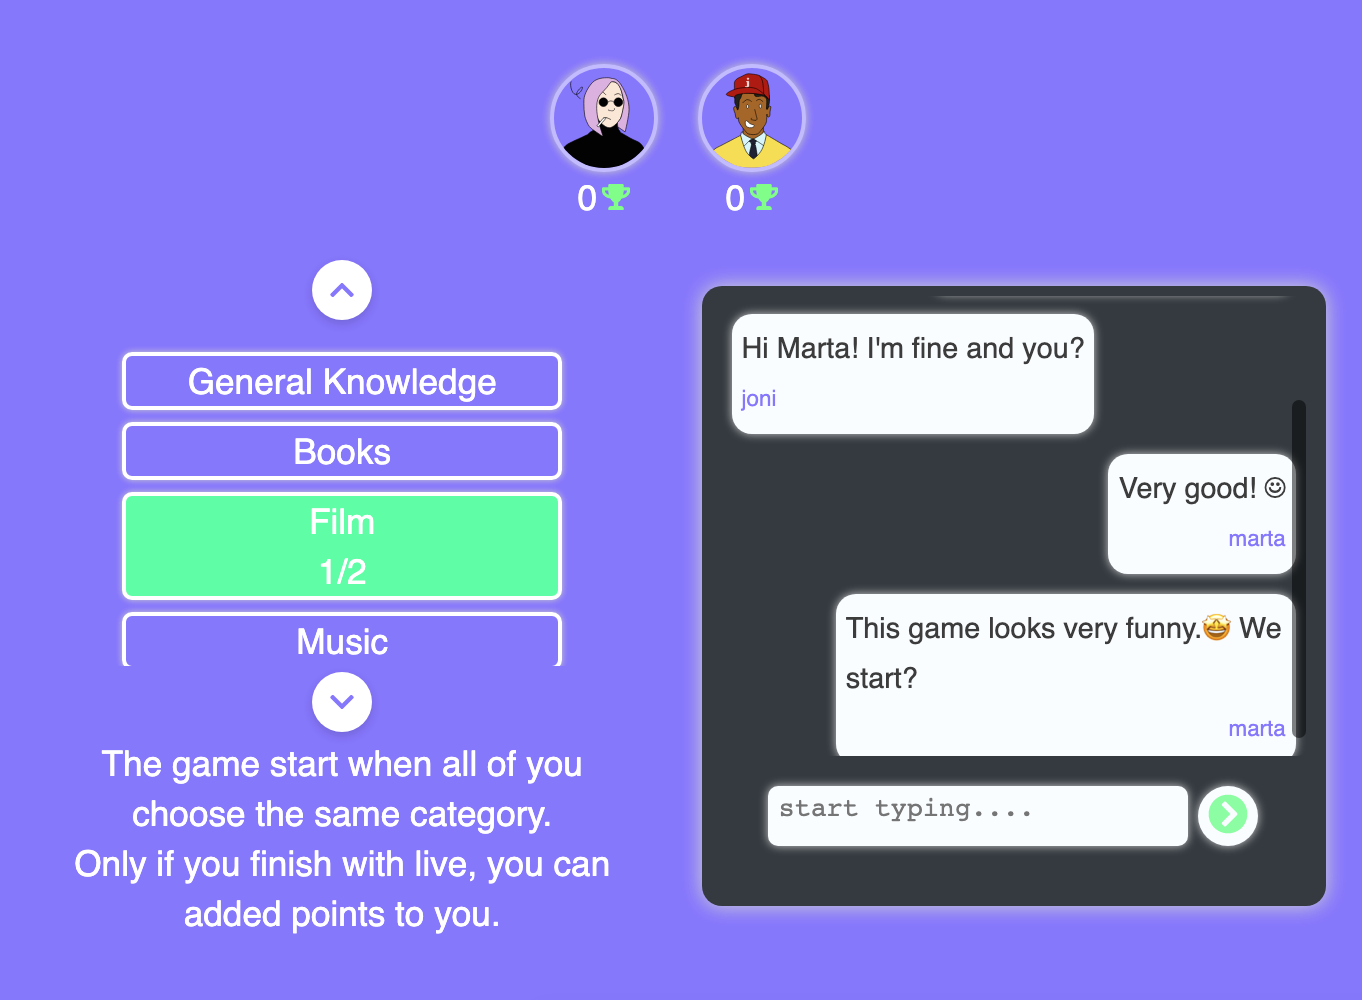 j
0
0
General Knowledge
Books
Film
1/2
Music
The game start when all of you
choose the same category.
Only if you finish with live, you can
added points to you.
Hi Marta! I'm fine and you?
joni
Very good! ☺
marta
This game looks very funny.🤩 We
start?
marta
start typing....